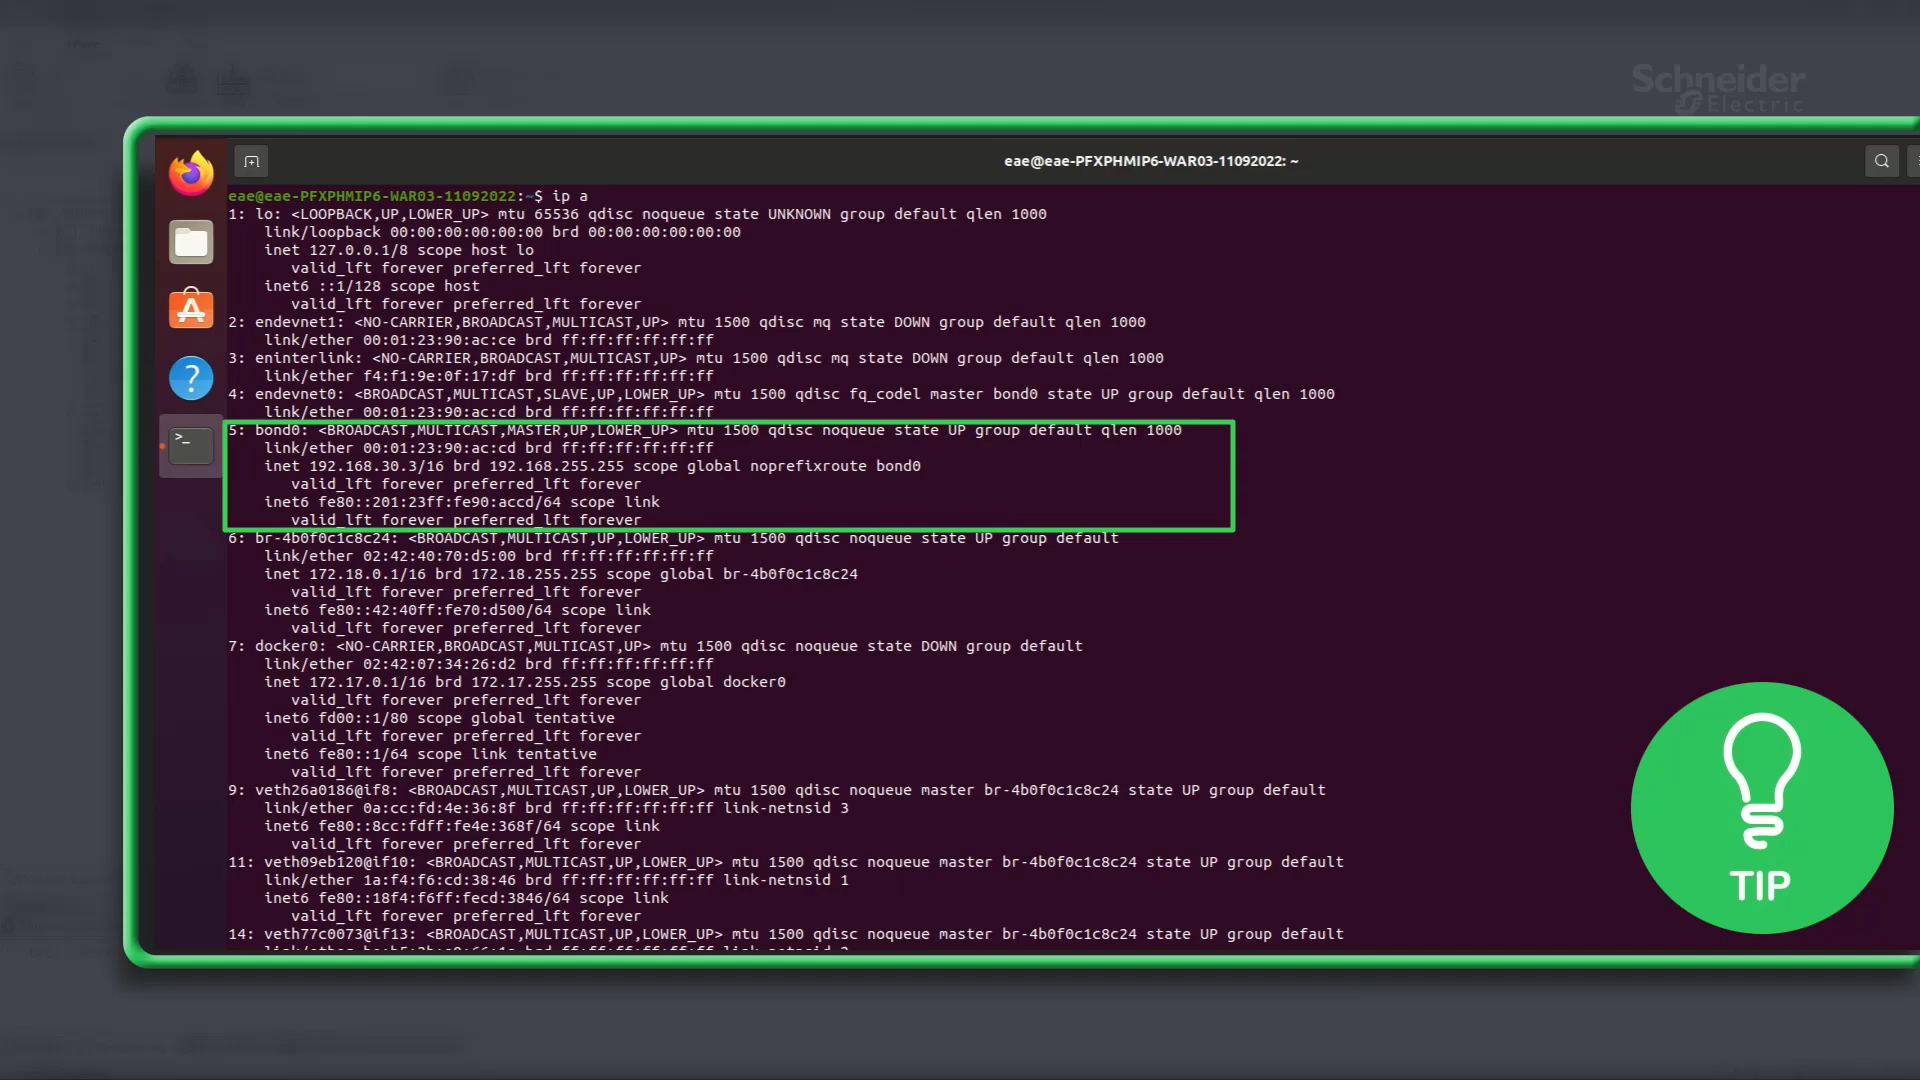 Schneider
Electric
eae@eae-PFXPHMIP6-WAR03-11092022: ~
eae@eae-PFXPHMIP6-WAR03-11092022:~$ ip a
1: lo: <LOOPBACK,UP,LOWER_UP> mtu 65536 qdisc noqueue state UNKNOWN group default qlen 1000
link/loopback 00:00:00:00:00:00 brd 00:00:00:00:00:00
inet 127.0.0.1/8 scope host lo
valid_lft forever preferred_lft forever
inet6 ::1/128 scope host
valid_lft forever preferred_lft forever
2: endevnet1: <NO-CARRIER,BROADCAST,MULTICAST,UP> mtu 1500 qdisc mq state DOWN group default qlen 1000
link/ether 00:01:23:90:ac:ce brd ff:ff:ff:ff:ff:ff
3: eninterlink: <NO-CARRIER,BROADCAST,MULTICAST,UP> mtu 1500 qdisc mq state DOWN group default qlen 1000
link/ether f4:f1:9e:0f:17:df brd ff:ff:ff:ff:ff:ff
4: endevnet0: <BROADCAST,MULTICAST,SLAVE,UP,LOWER_UP> mtu 1500 qdisc fq_codel master bond0 state UP group default qlen 1000
link/ether 00:01:23:90:ac:cd brd ff:ff:ff:ff:ff:ff
5: bond0: <BROADCAST,MULTICAST,MASTER,UP,LOWER_UP> mtu 1500 qdisc noqueue state UP group default qlen 1000
link/ether 00:01:23:90:ac:cd brd ff:ff:ff:ff:ff:ff
inet 192.168.30.3/16 brd 192.168.255.255 scope global noprefixroute bond0
valid_lft forever preferred_lft forever
inet6 fe80::201:23ff:fe90:accd/64 scope link
valid_lft forever preferred_lft forever
6: br-4b0f0c1c8c24: <BROADCAST,MULTICAST,UP,LOWER_UP> mtu 1500 qdisc noqueue state UP group default
link/ether 02:42:40:70:d5:00 brd ff:ff:ff:ff:ff:ff
inet 172.18.0.1/16 brd 172.18.255.255 scope global br-4b0f0c1c8c24
valid_lft forever preferred_lft forever
inet6 fe80::42:40ff:fe70:d500/64 scope link
valid_lft forever preferred_lft forever
7: docker0: <NO-CARRIER,BROADCAST,MULTICAST,UP> mtu 1500 qdisc noqueue state DOWN group default
link/ether 02:42:07:34:26:d2 brd ff:ff:ff:ff:ff:ff
inet 172.17.0.1/16 brd 172.17.255.255 scope global docker0
valid_lft forever preferred_lft forever
inet6 fd00::1/80 scope global tentative
valid_lft forever preferred_lft forever
inet6 fe80::1/64 scope link tentative
valid_lft forever preferred_lft forever
9: veth26a0186@if8: <BROADCAST,MULTICAST,UP,LOWER_UP> mtu 1500 qdisc noqueue master br-4b0f0c1c8c24 state UP group default
link/ether 0a:cc:fd:4e:36:8f brd ff:ff:ff:ff:ff:ff link-netnsid 3
inet6 fe80::8cc:fdff:fe4e:368f/64 scope link
valid_lft forever preferred_lft forever
11: veth09eb120@if10: <BROADCAST,MULTICAST,UP,LOWER_UP> mtu 1500 qdisc noqueue master br-4b0f0c1c8c24 state UP group default
link/ether 1a:f4:f6:cd:38:46 brd ff:ff:ff:ff:ff:ff link-netnsid 1
inet6 fe80::18f4:f6ff:fecd:3846/64 scope link
valid_lft forever preferred_lft forever
14: veth77c0073@if13: <BROADCAST,MULTICAST,UP,LOWER_UP> mtu 1500 qdisc noqueue master br-4b0f0c1c8c24 state UP group default
TIP